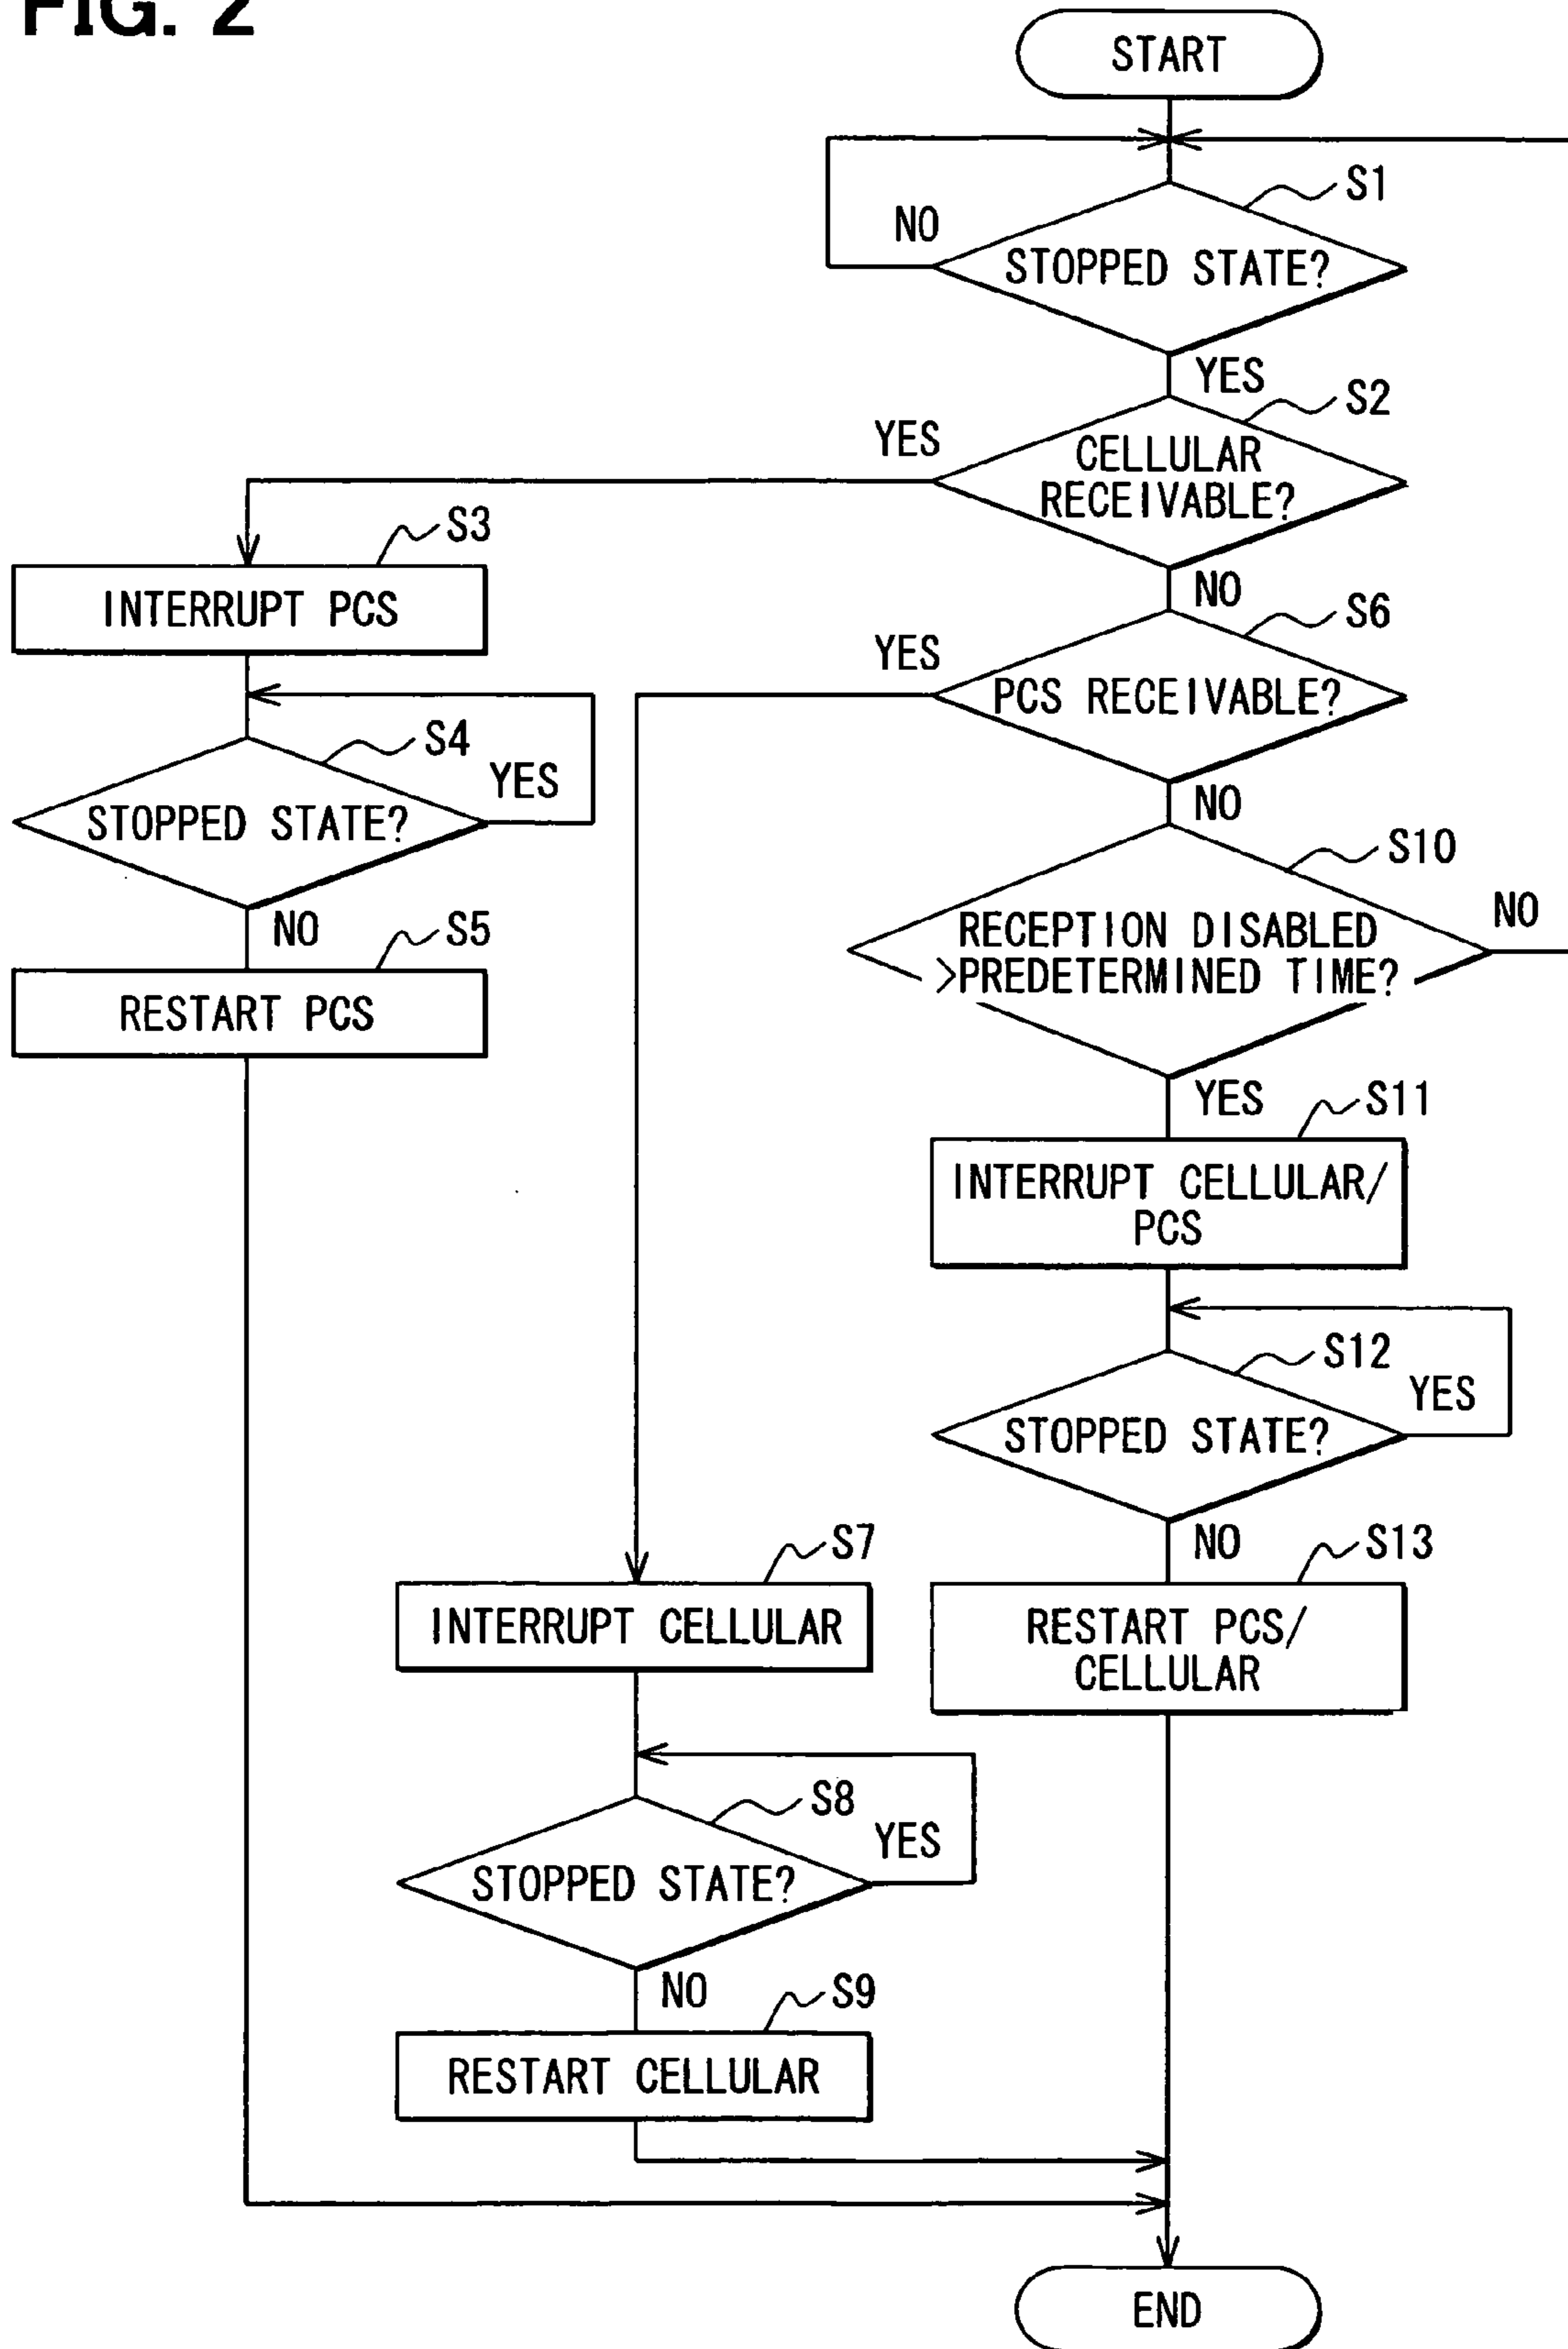 FIG. 2
START
S1
NO
STOPPED STATE?
YES
S2
YES
CELLULAR
RECEIVABLE?
S3
NO
INTERRUPT PCS
S6
YES
PCS RECEIVABLE?
S4
YES
STOPPED STATE?
NO
S10
NO
S5
RECEPTION DISABLED
>PREDETERMINED TIME?
NO
RESTART PCS
YES
S11
INTERRUPT CELLULAR/
PCS
S12
YES
STOPPED STATE?
NO
S7
S13
INTERRUPT CELLULAR
RESTART PCS/
CELLULAR
S8
YES
STOPPED STATE?
NO
S9
RESTART CELLULAR
END